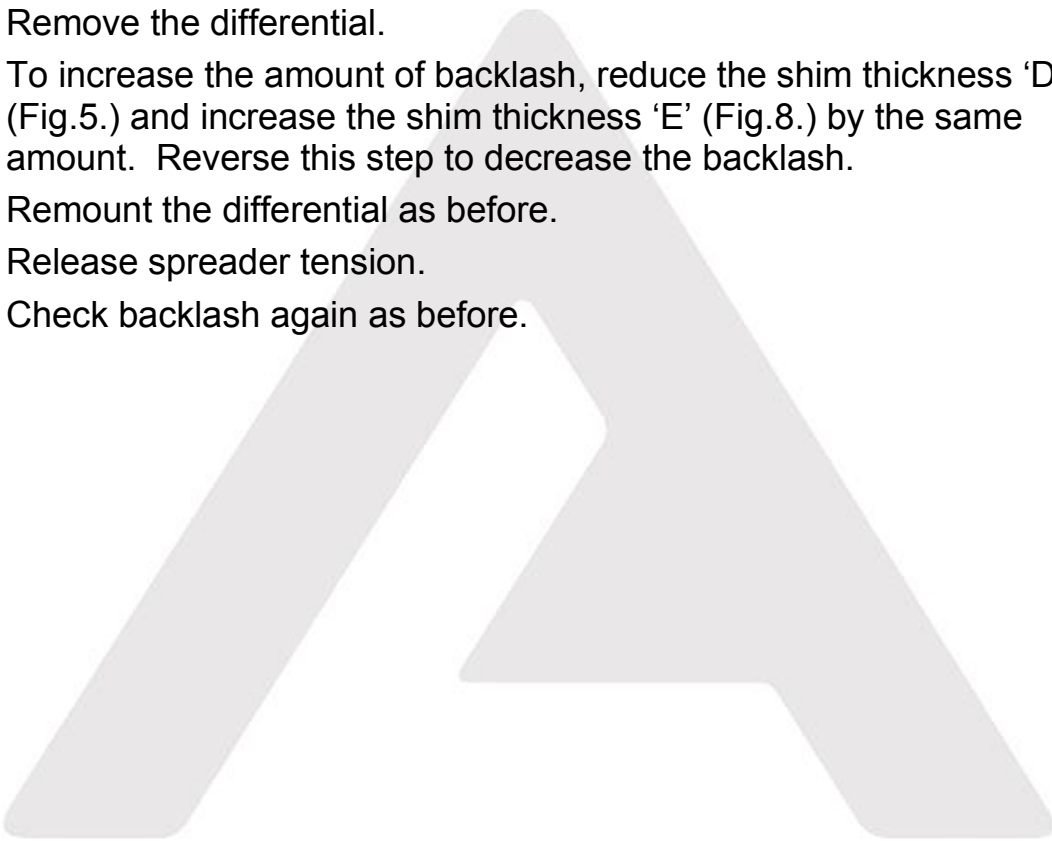 Remove the differential.
To increase the amount of backlash, reduce the shim thickness ‘D
(Fig.5.) and increase the shim thickness ‘E’ (Fig.8.) by the same
amount.  Reverse this step to decrease the backlash.
Remount the differential as before.
Release spreader tension.
Check backlash again as before.